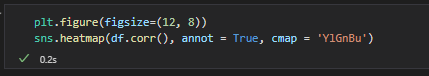 plt.figure(figsize=(12, 8))
sns.heatmap(df.corr(), annot = True, cmap = 'YlGnBu')
0.2s